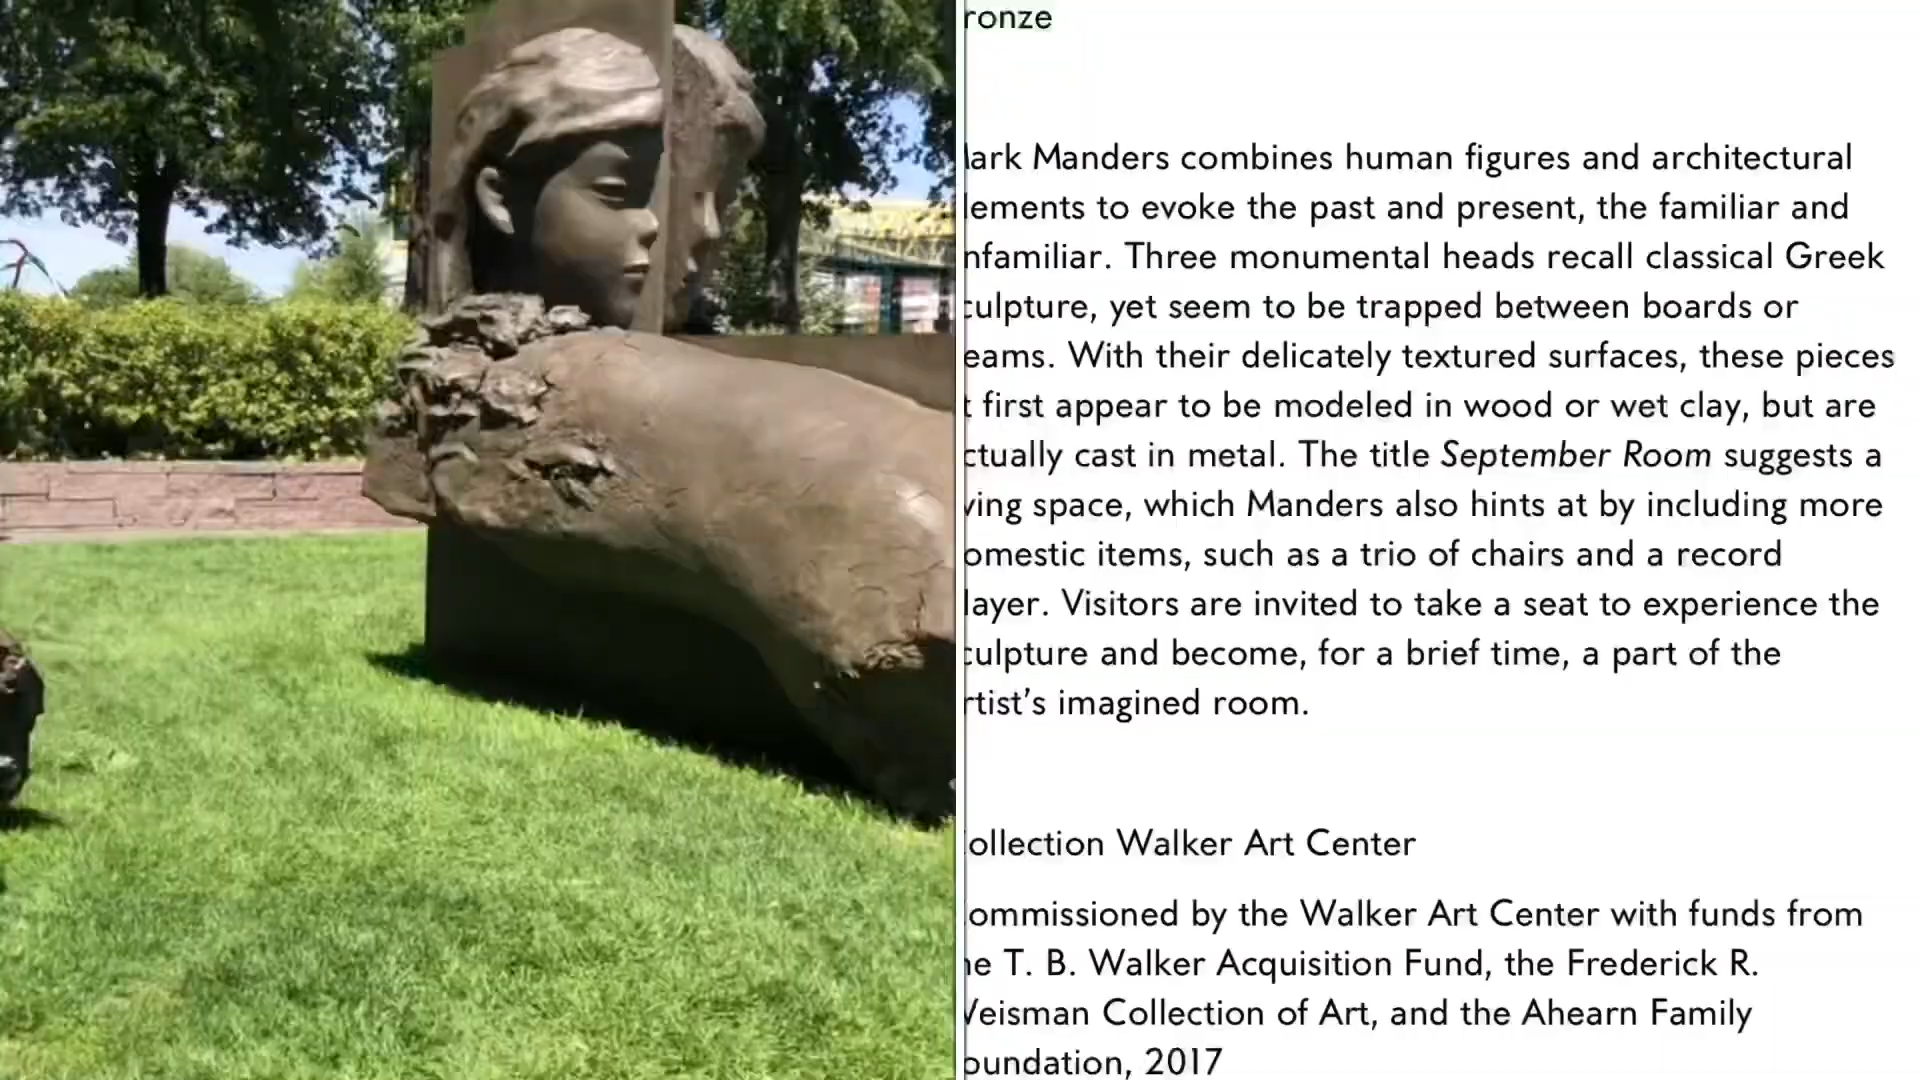 ronze
ark Manders combines human figures and architectural
lements to evoke the past and present, the familiar and
nfamiliar. Three monumental heads recall classical Greek
culpture, yet seem to be trapped between boards or
eams. With their delicately textured surfaces, these pieces
t first appear to be modeled in wood or wet clay, but are
ctually cast in metal. The title September Room suggests a
ving space, which Manders also hints at by including more
omestic items, such as a trio of chairs and a record
layer. Visitors are invited to take a seat to experience the
culpture and become, for a brief time, a part of the
rtist’s imagined room.
ollection Walker Art Center
ommissioned by the Walker Art Center with funds from
he T. B. Walker Acquisition Fund, the Frederick R.
Veisman Collection of Art, and the Ahearn Family
oundation, 2017